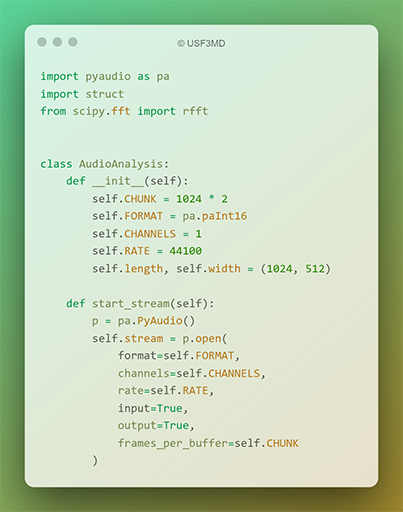 © USF3MD
import pyaudio as pa
import struct
from scipy.fft import rfft
class AudioAnalysis:
    def __init__(self):
        self.CHUNK = 1024 * 2
        self.FORMAT = pa.paInt16
        self.CHANNELS = 1
        self.RATE = 44100
        self.length, self.width = (1024, 512)
    def start_stream(self):
        p = pa.PyAudio()
        self.stream = p.open(
            format=self.FORMAT,
            channels=self.CHANNELS,
            rate=self.RATE,
            input=True,
            output=True,
            frames_per_buffer=self.CHUNK
        )